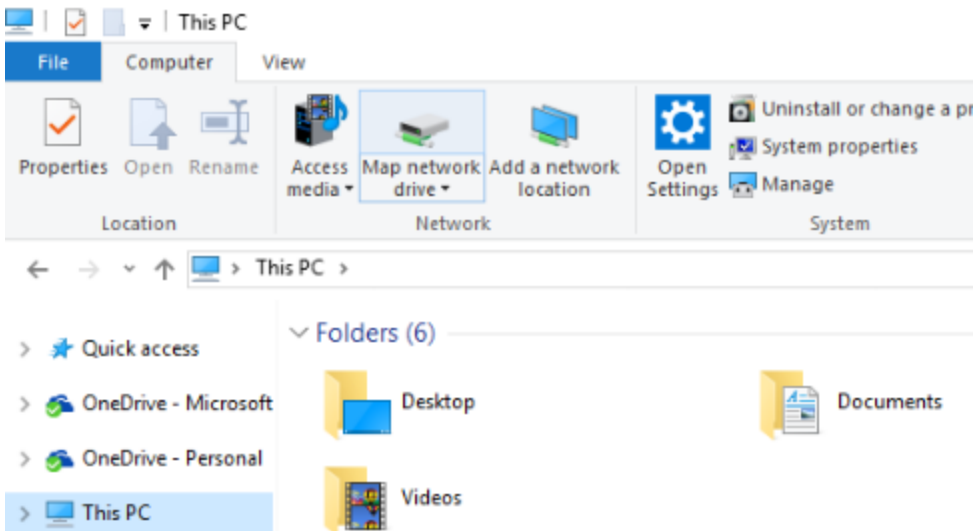 This PC
File Computer View
Properties Open Rename Access media Map network drive Add a network location Open Settings
Uninstall or change a pr
System properties
Manage
Location Network System
This PC
Folders (6)
Quick access
OneDrive - Microsoft
OneDrive - Personal
This PC
Desktop
Documents
Videos